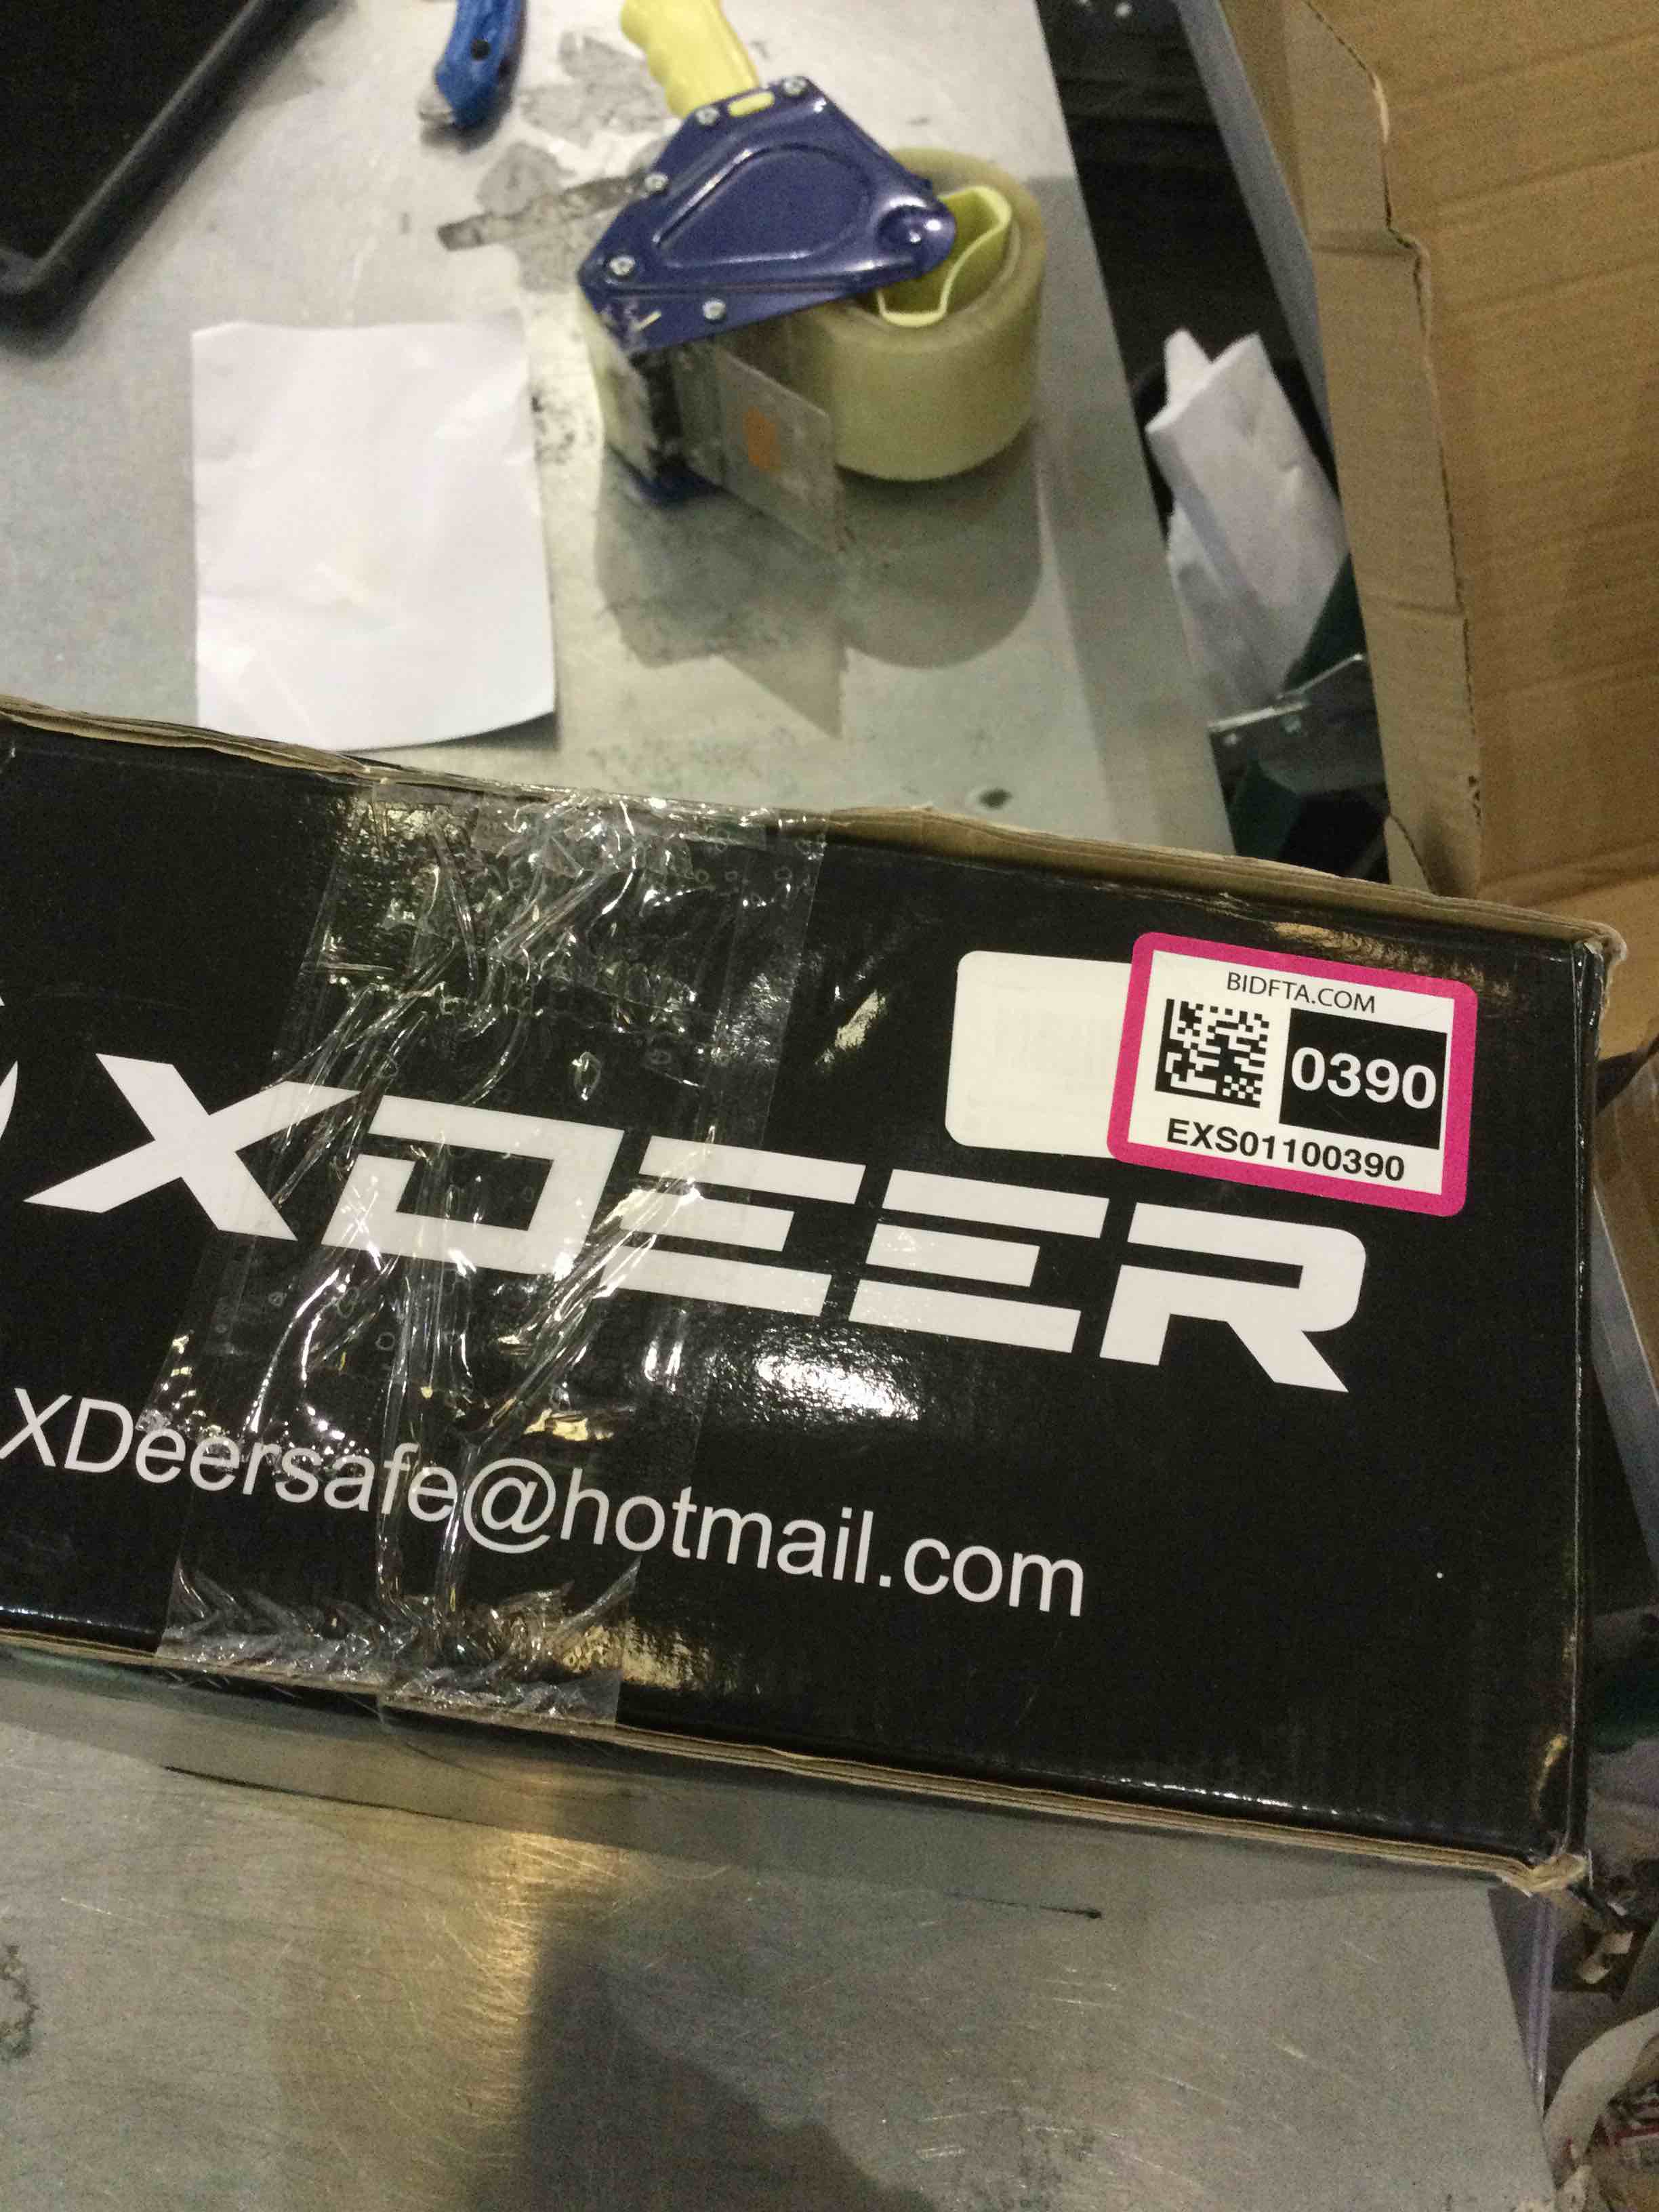 BIDFTA.COM
0390
EXS01100390
XDEER
XDeersafe@hotmail.com